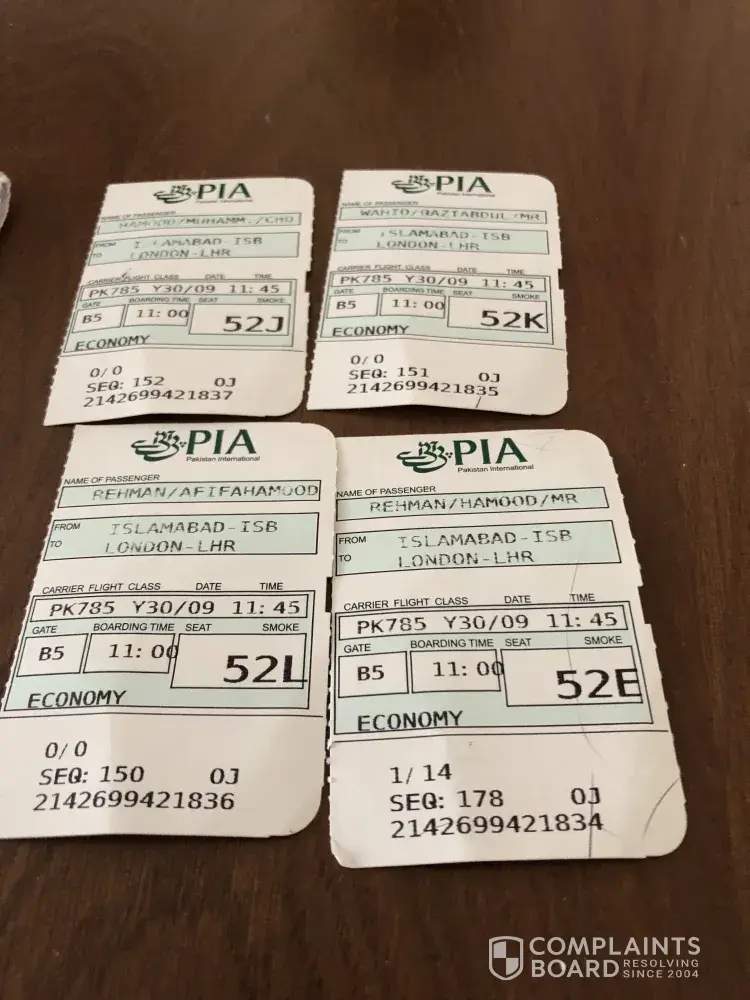 PIA
Pakistan International
NAME OF PASSENGER
HAMOOD/MUHAMM./CHD
FROM
ISB
TO LONDON-LHR
CARRIER FLIGHT CLASS DATE TIME
PK785 Y30/09 11:45
GATE BOARDING TIME SEAT
B5 11:00 52J
ECONOMY
0/0
SEQ: 152 OJ
2142699421837
PIA
Pakistan International
NAME OF PASSENGER
WAHID/QAZIABDUL/MR
FROM ISLAMABAD-ISB
TO LONDON-LHR
CARRIER FLIGHT CLASS DATE TIME
PK785 Y30/09 11:45
GATE BOARDING TIME SEAT SMOKE
B5 11:00 52K
ECONOMY
0/0
SEQ: 151 OJ
2142699421835
PIA
Pakistan International
NAME OF PASSENGER
REHMAN/AFIFAHAMOOD
FROM ISLAMABAD-ISB
TO LONDON-LHR
CARRIER FLIGHT CLASS DATE TIME
PK785 Y30/09 11:45
GATE BOARDING TIME SEAT SMOKE
B5 11:00 52L
ECONOMY
0/0
SEQ: 150 OJ
2142699421836
PIA
Pakistan International
NAME OF PASSENGER
REHMAN/HAMOOD/MR
FROM ISLAMABAD-ISB
TO LONDON-LHR
CARRIER FLIGHT CLASS DATE TIME
PK785 Y30/09 11:45
GATE BOARDING TIME SEAT SMOKE
B5 11:00 52E
ECONOMY
1/14
SEQ: 178 OJ
2142699421834
COMPLAINTS
BOARD RESOLVING
SINCE 2004